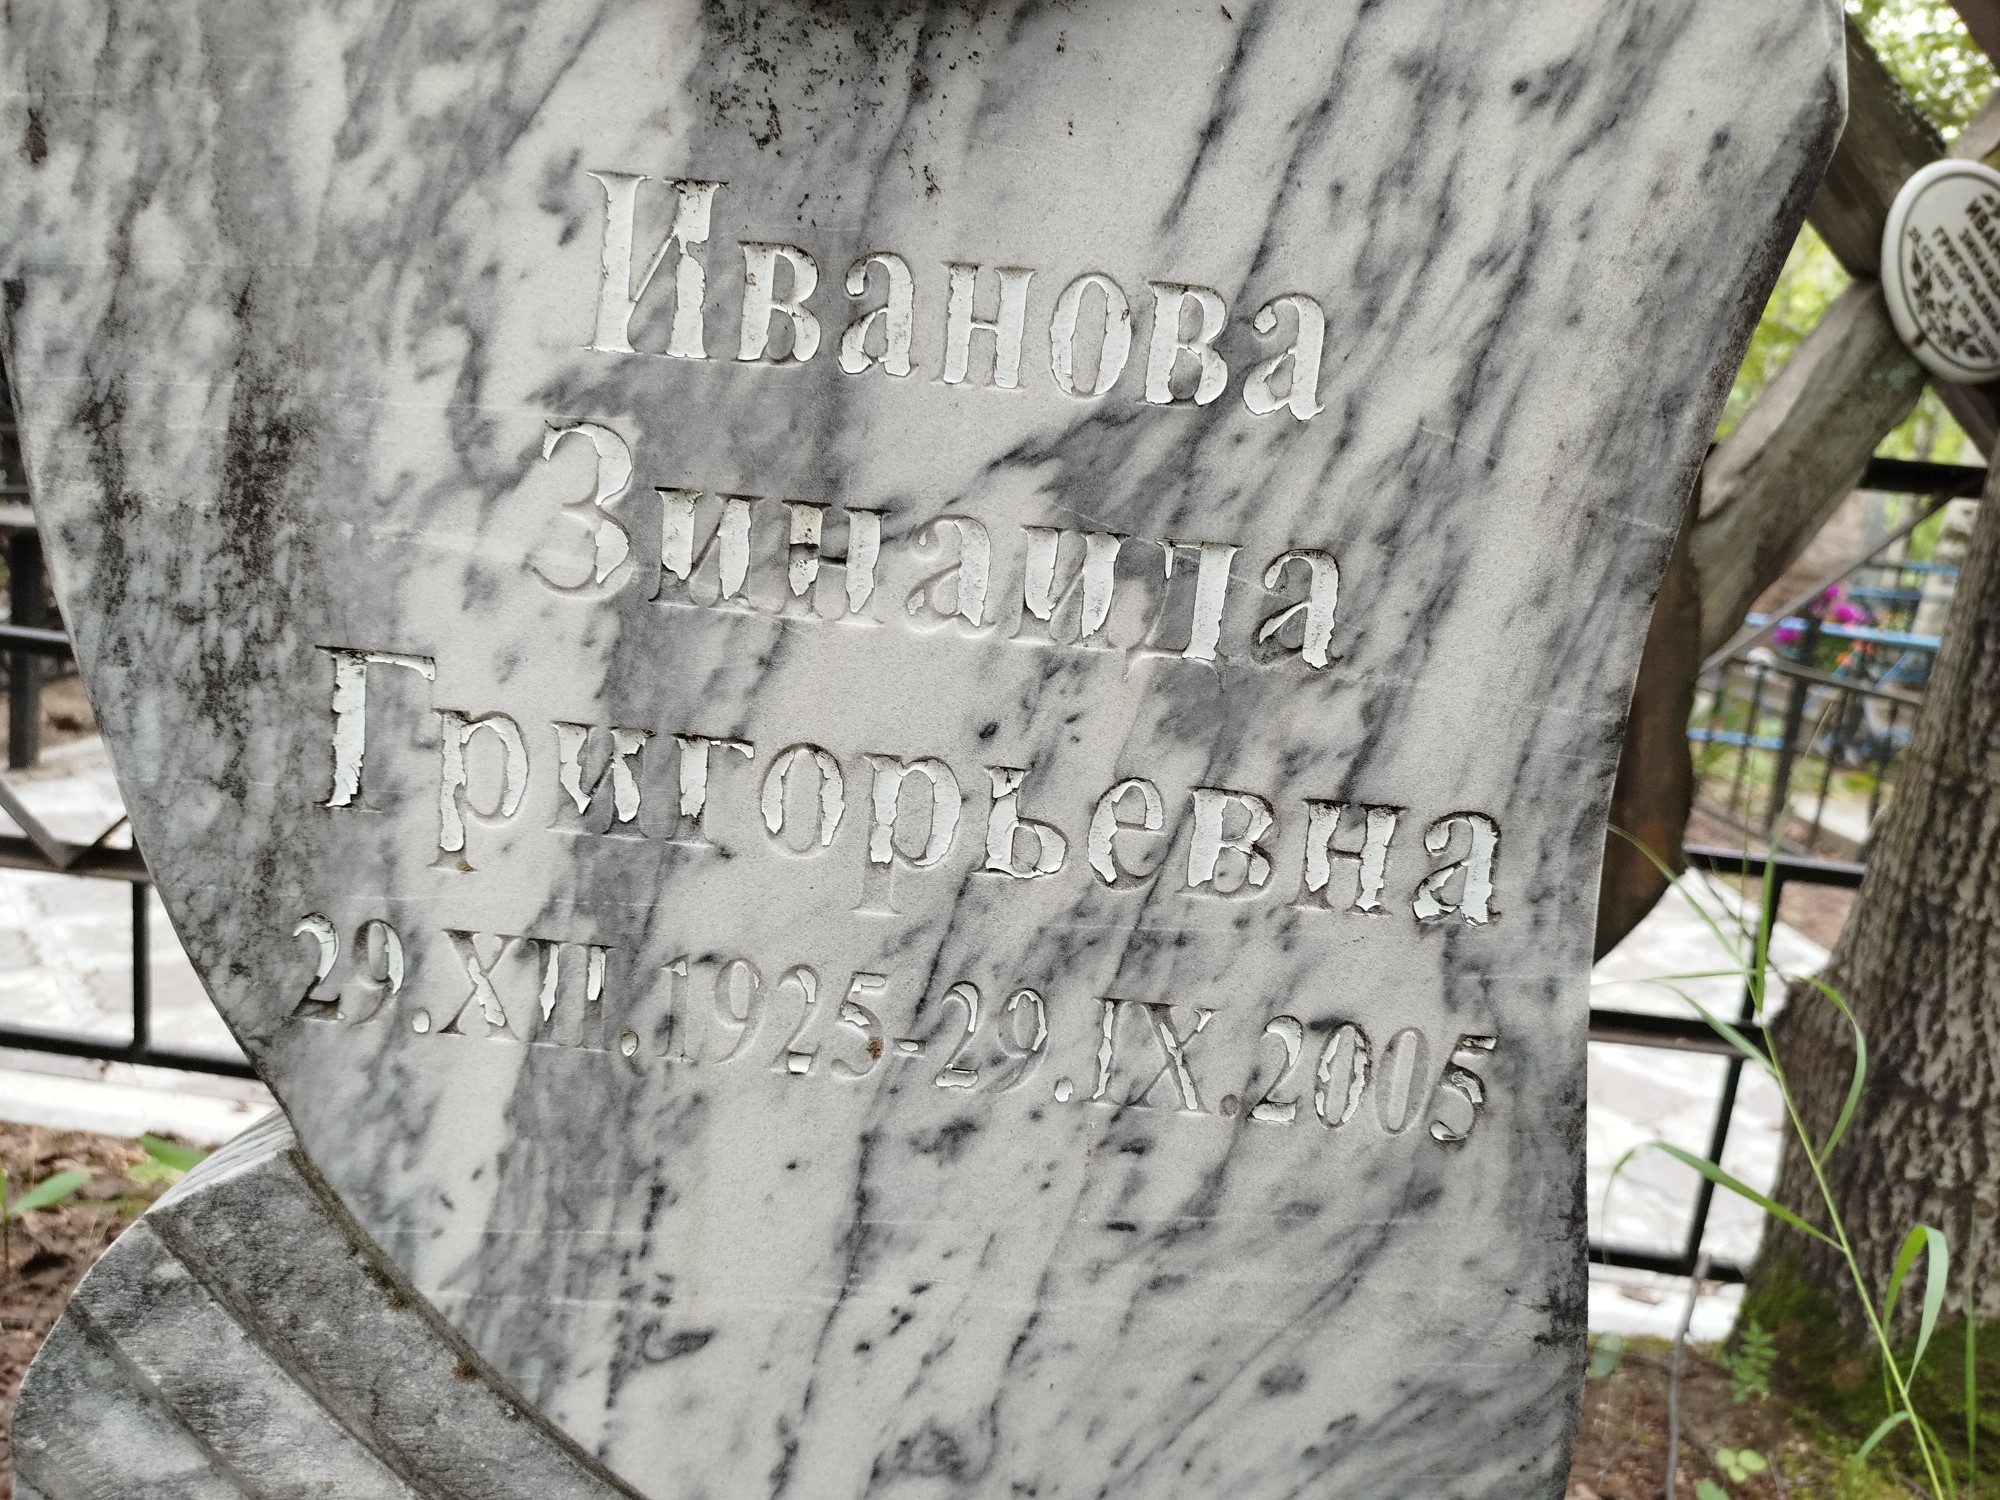 Иванова
Зинаида
Григорьевна
29.XII.1925-29.IX.2005